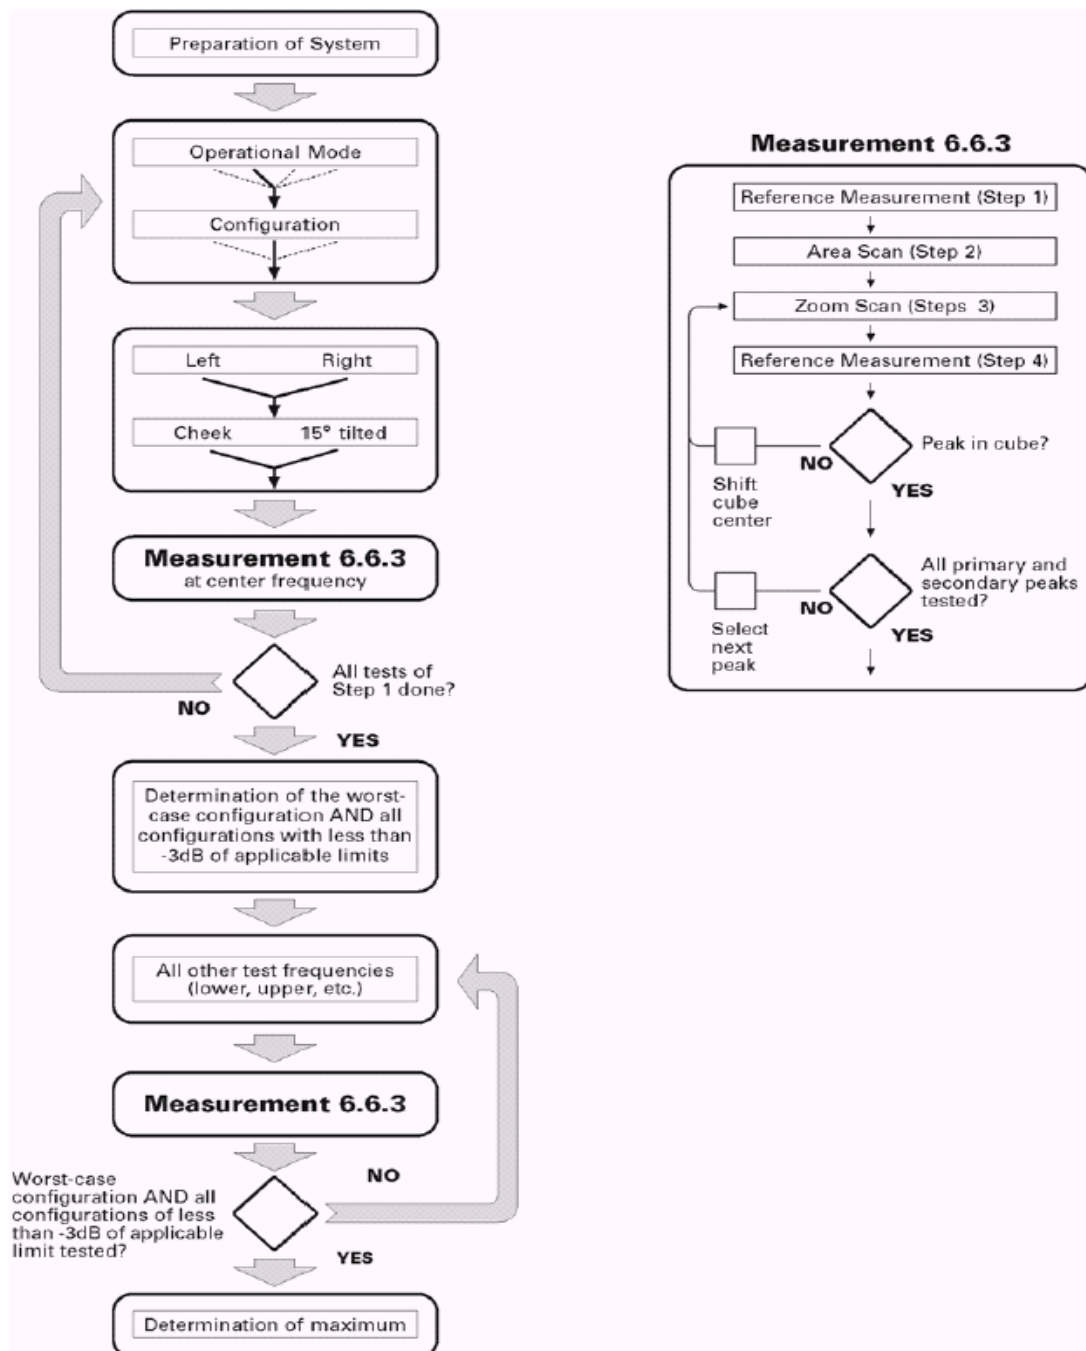 Preparation of System
Operational Mode
Configuration
Left Right
Cheek 15° tilted
Measurement 6.6.3
at center frequency
All tests of
Step 1 done?
NO
YES
Determination of the worst-
case configuration AND all
configurations with less than
-3dB of applicable limits
All other test frequencies
(lower, upper, etc.)
Measurement 6.6.3
Worst-case
configuration AND all
configurations of less
than -3dB of applicable
limit tested?
NO
YES
Determination of maximum
Measurement 6.6.3
Reference Measurement (Step 1)
Area Scan (Step 2)
Zoom Scan (Steps 3)
Reference Measurement (Step 4)
Peak in cube?
NO
YES
Shift
cube
center
All primary and
secondary peaks
tested?
NO
YES
Select
next
peak